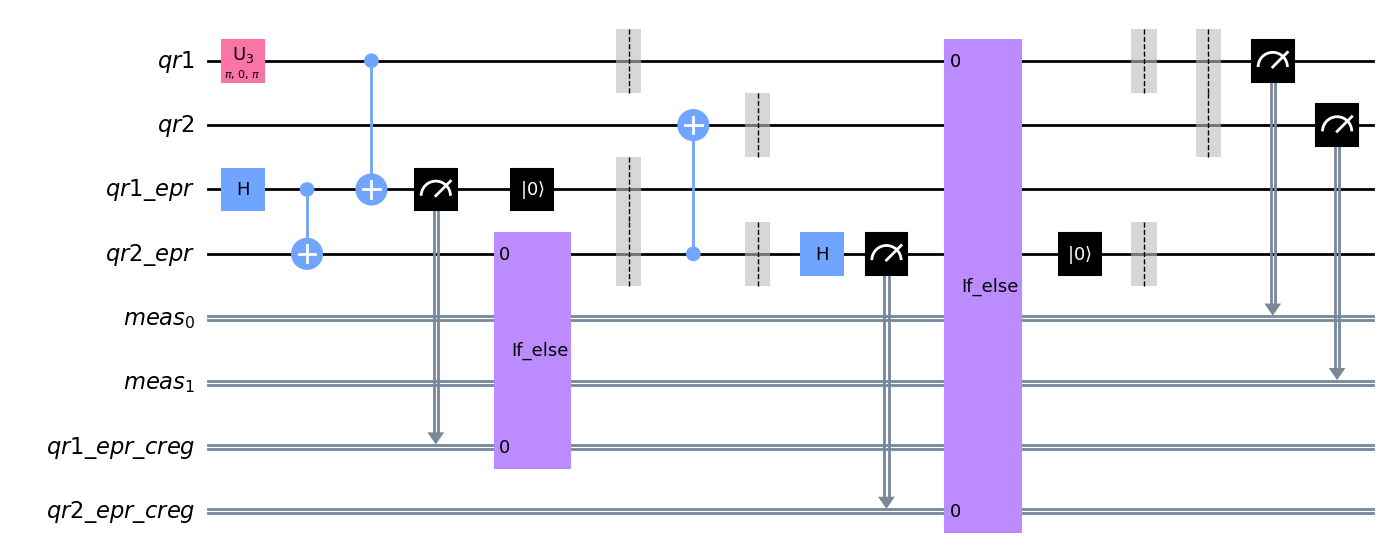 qr1 U₃ 0
π, 0, π
qr2
qr1_epr H |0⟩
qr2_epr 0 H |0⟩
If_else
meas₀
If_else
meas₁
qr1_epr_creg 0
qr2_epr_creg 0